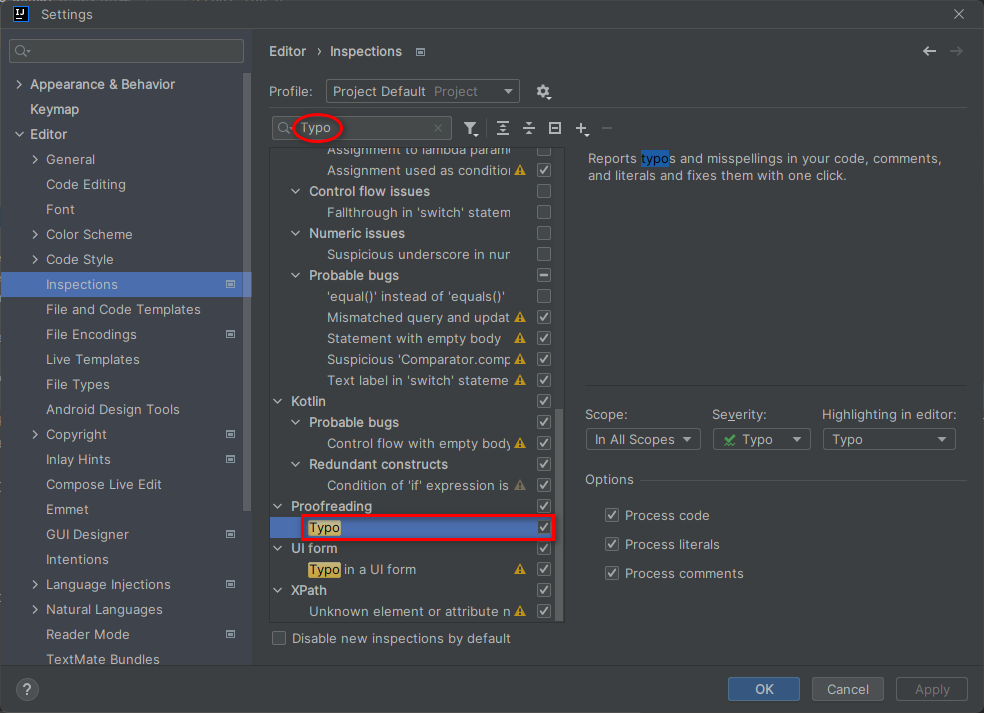 IJ Settings
Editor › Inspections
Profile: Project Default Project
Typo
Appearance & Behavior
Keymap
Editor
General
Code Editing
Font
Color Scheme
Code Style
Inspections
File and Code Templates
File Encodings
Live Templates
File Types
Android Design Tools
Copyright
Inlay Hints
Compose Live Edit
Emmet
GUI Designer
Intentions
Language Injections
Natural Languages
Reader Mode
TextMate Bundles
Assignment to lambda param
Assignment used as conditio
Control flow issues
Fallthrough in 'switch' statem
Numeric issues
Suspicious underscore in nur
Probable bugs
'equal()' instead of 'equals()'
Mismatched query and updat
Statement with empty body
Suspicious 'Comparator.comp
Text label in 'switch' stateme
Kotlin
Probable bugs
Control flow with empty body
Redundant constructs
Condition of 'if' expression is
Proofreading
Typo
UI form
Typo in a UI form
XPath
Unknown element or attribute n
Disable new inspections by default
Reports typos and misspellings in your code, comments,
and literals and fixes them with one click.
Scope: Severity: Highlighting in editor:
In All Scopes Typo Typo
Options
Process code
Process literals
Process comments
? OK Cancel Apply